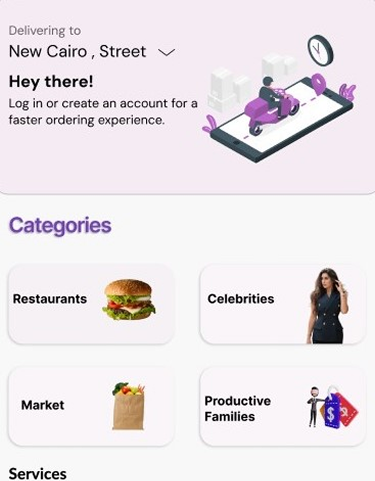 Delivering to
New Cairo , Street
Hey there!
Log in or create an account for a
faster ordering experience.
Categories
Restaurants
Celebrities
Market
Productive
Families
Services